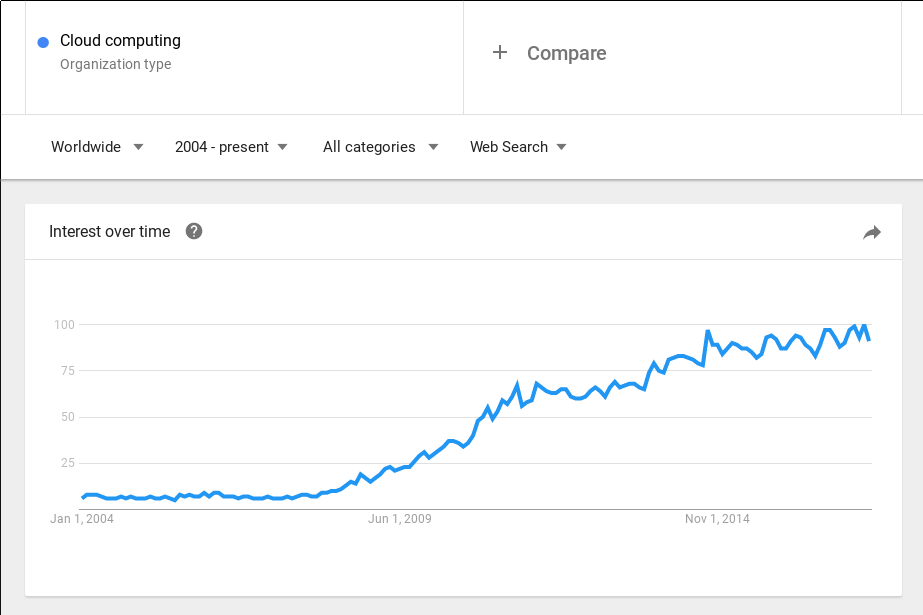 Cloud computing
Organization type
+ Compare
Worldwide 2004 - present All categories Web Search
Interest over time ?
100
75
50
25
Jan 1, 2004 Jun 1, 2009 Nov 1, 2014